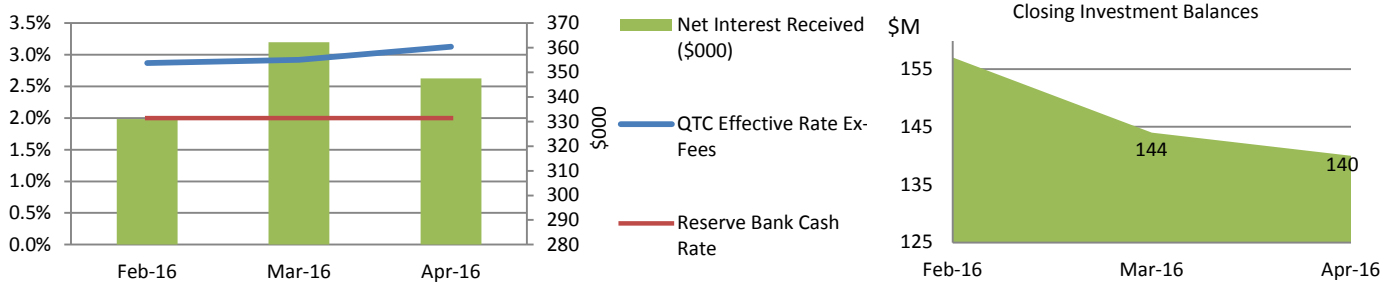 3.5%
3.0%
2.5%
2.0%
1.5%
1.0%
0.5%
0.0%
370
360
350
340
330
320
310
300
290
280
$000
Feb-16 Mar-16 Apr-16
Net Interest Received
($000)
QTC Effective Rate Ex-
Fees
Reserve Bank Cash
Rate
Closing Investment Balances
$M
155
145
135
125
144
140
Feb-16 Mar-16 Apr-16